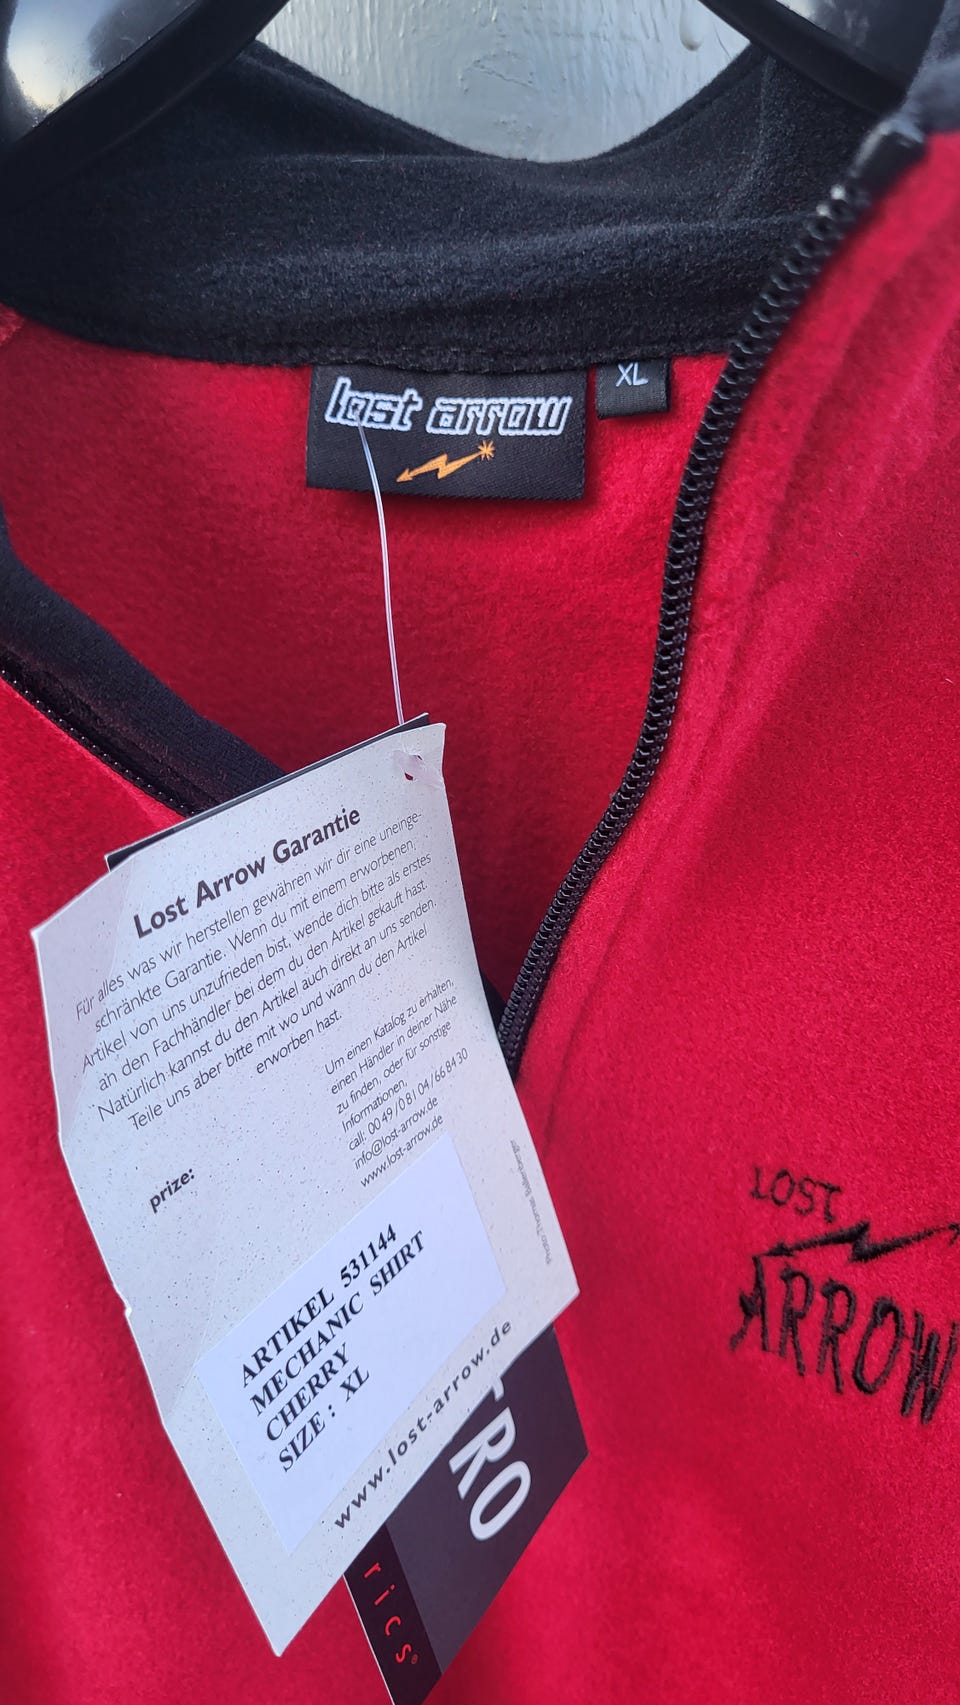 lost arrow
XL
Lost Arrow Garantie
Für alles was wir herstellen gewähren wir dir eine uneinge-
schränkte Garantie. Wenn du mit einem erworbenen
Artikel von uns unzufrieden bist, wende dich bitte als erstes
an den Fachhändler bei dem du den Artikel gekauft hast.
Natürlich kannst du den Artikel auch direkt an uns senden.
Teile uns aber bitte mit wo und wann du den Artikel
erworben hast.
Um einen Katalog zu erhalten,
einen Händler in deiner Nähe
zu finden, oder für sonstige
Informationen,
call: 00 49 / 0 81 04 / 66 84 30
info@lost-arrow.de
www.lost-arrow.de
prize:
ARTIKEL 531144
MECHANIC SHIRT
CHERRY
SIZE : XL
www.lost-arrow.de
TRO
rics®
LOST
ARROW